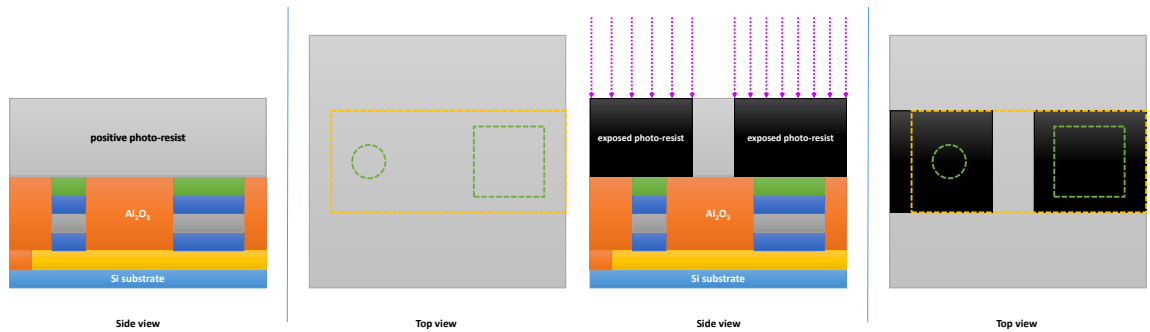 positive photo-resist
Al₂O₃
Si substrate
Side view
Top view
exposed photo-resist
exposed photo-resist
Al₂O₃
Si substrate
Side view
Top view